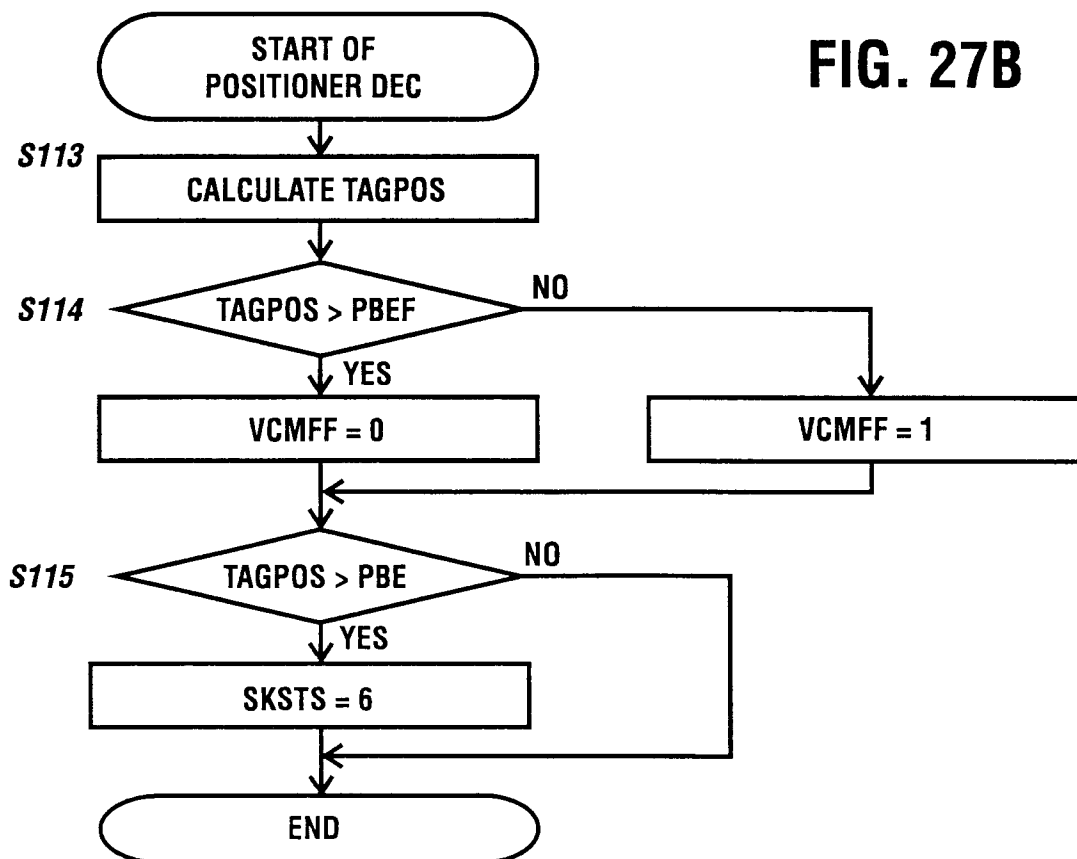 START OF
POSITIONER DEC
FIG. 27B
S113
CALCULATE TAGPOS
S114
TAGPOS > PBEF
NO
YES
VCMFF = 0
VCMFF = 1
S115
TAGPOS > PBE
NO
YES
SKSTS = 6
END